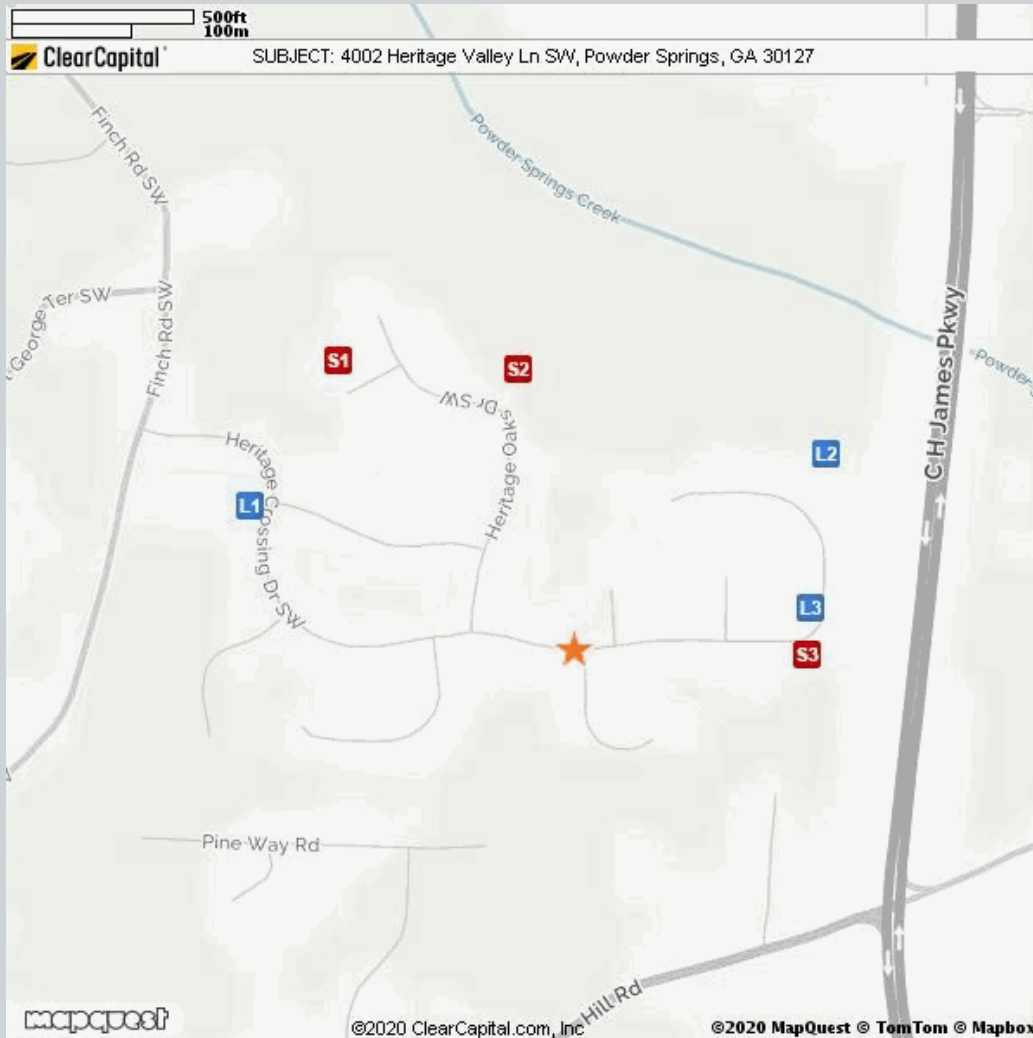 500ft
100m
ClearCapital
SUBJECT: 4002 Heritage Valley Ln SW, Powder Springs, GA 30127
Finch Rd SW
Powder Springs Creek
George Ter SW
Finch Rd SW
C H James Pkwy
Powder
S1
S2
Heritage Oaks Dr SW
Heritage Crossing Dr SW
L1
L2
L3
S3
Pine Way Rd
Hill Rd
mapquest
©2020 ClearCapital.com, Inc
©2020 MapQuest © TomTom © Mapbox